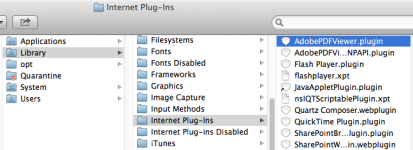 Internet Plug-Ins
Applications
Library
opt
Quarantine
System
Users
Filesystems
Fonts
Fonts Disabled
Frameworks
Graphics
Image Capture
Input Methods
Internet Plug-Ins
Internet Plug-ins Disabled
iTunes
AdobePDFViewer.plugin
AdobePDFVi...NPAPI.plugin
Flash Player.plugin
flashplayer.xpt
JavaAppletPlugin.plugin
nsIQTScriptablePlugin.xpt
Quartz Composer.webplugin
QuickTime Plugin.plugin
SharePointBr...lugin.plugin
SharePointW...in.webplugin